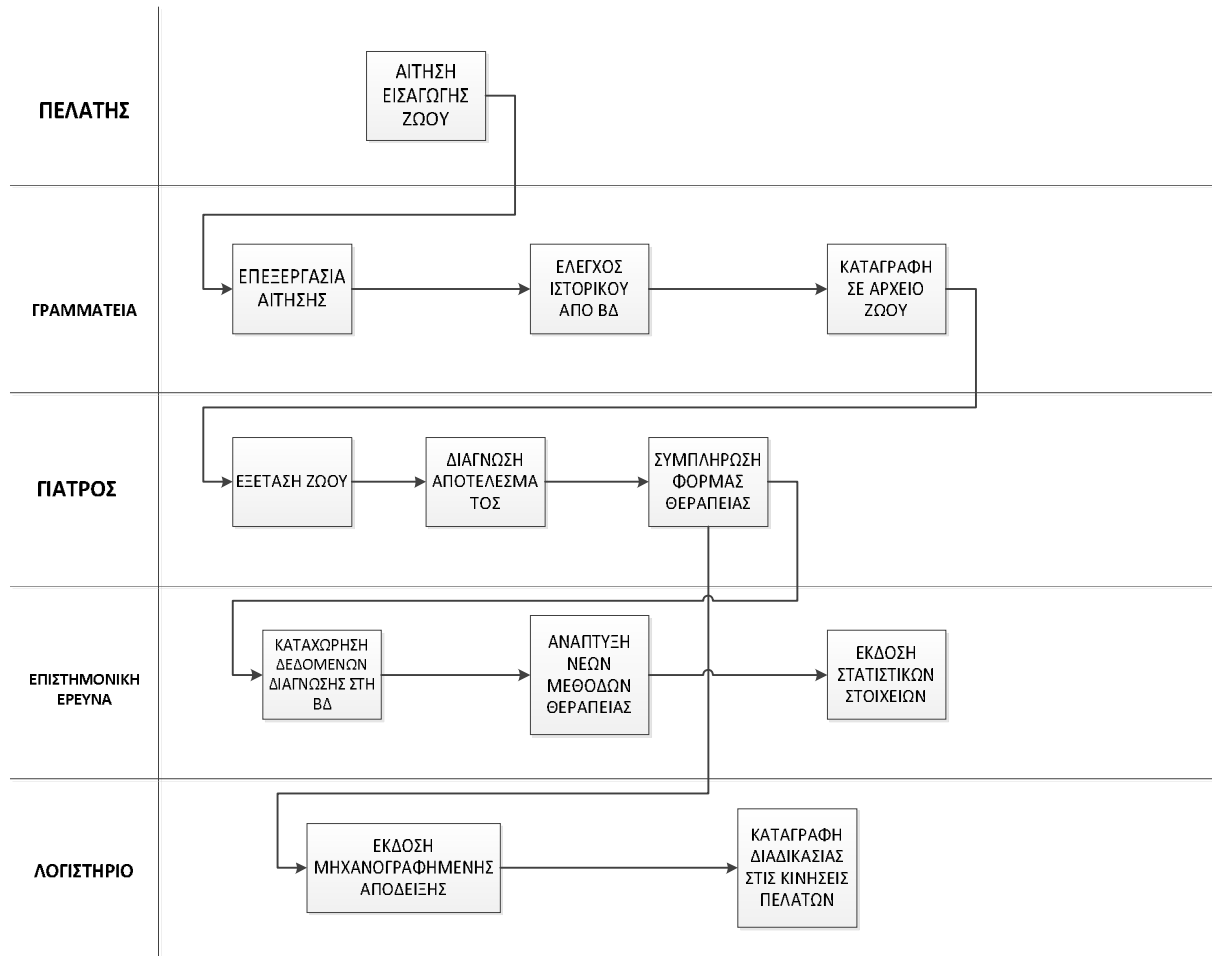 ΠΕΛΑΤΗΣ
ΑΙΤΗΣΗ
ΕΙΣΑΓΩΓΗΣ
ΖΩΟΥ
ΓΡΑΜΜΑΤΕΙΑ
ΕΠΕΞΕΡΓΑΣΙΑ
ΑΙΤΗΣΗΣ
ΕΛΕΓΧΟΣ
ΙΣΤΟΡΙΚΟΥ
ΑΠΟ ΒΔ
ΚΑΤΑΓΡΑΦΗ
ΣΕ ΑΡΧΕΙΟ
ΖΩΟΥ
ΓΙΑΤΡΟΣ
ΕΞΕΤΑΣΗ ΖΩΟΥ
ΔΙΑΓΝΩΣΗ
ΑΠΟΤΕΛΕΣΜΑ
ΤΟΣ
ΣΥΜΠΛΗΡΩΣΗ
ΦΟΡΜΑΣ
ΘΕΡΑΠΕΙΑΣ
ΕΠΙΣΤΗΜΟΝΙΚΗ
ΕΡΕΥΝΑ
ΚΑΤΑΧΩΡΗΣΗ
ΔΕΔΟΜΕΝΩΝ
ΔΙΑΓΝΩΣΗΣ ΣΤΗ
ΒΔ
ΑΝΑΠΤΥΞΗ
ΝΕΩΝ
ΜΕΘΟΔΩΝ
ΘΕΡΑΠΕΙΑΣ
ΕΚΔΟΣΗ
ΣΤΑΤΙΣΤΙΚΩΝ
ΣΤΟΙΧΕΙΩΝ
ΛΟΓΙΣΤΗΡΙΟ
ΕΚΔΟΣΗ
ΜΗΧΑΝΟΓΡΑΦΗΜΕΝΗΣ
ΑΠΟΔΕΙΞΗΣ
ΚΑΤΑΓΡΑΦΗ
ΔΙΑΔΙΚΑΣΙΑΣ
ΣΤΙΣ ΚΙΝΗΣΕΙΣ
ΠΕΛΑΤΩΝ